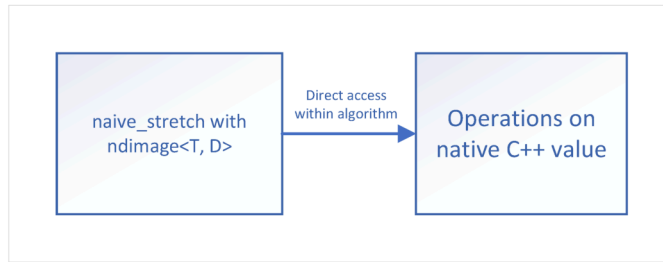 naive_stretch with
ndimage<T, D>
Direct access
within algorithm
Operations on
native C++ value